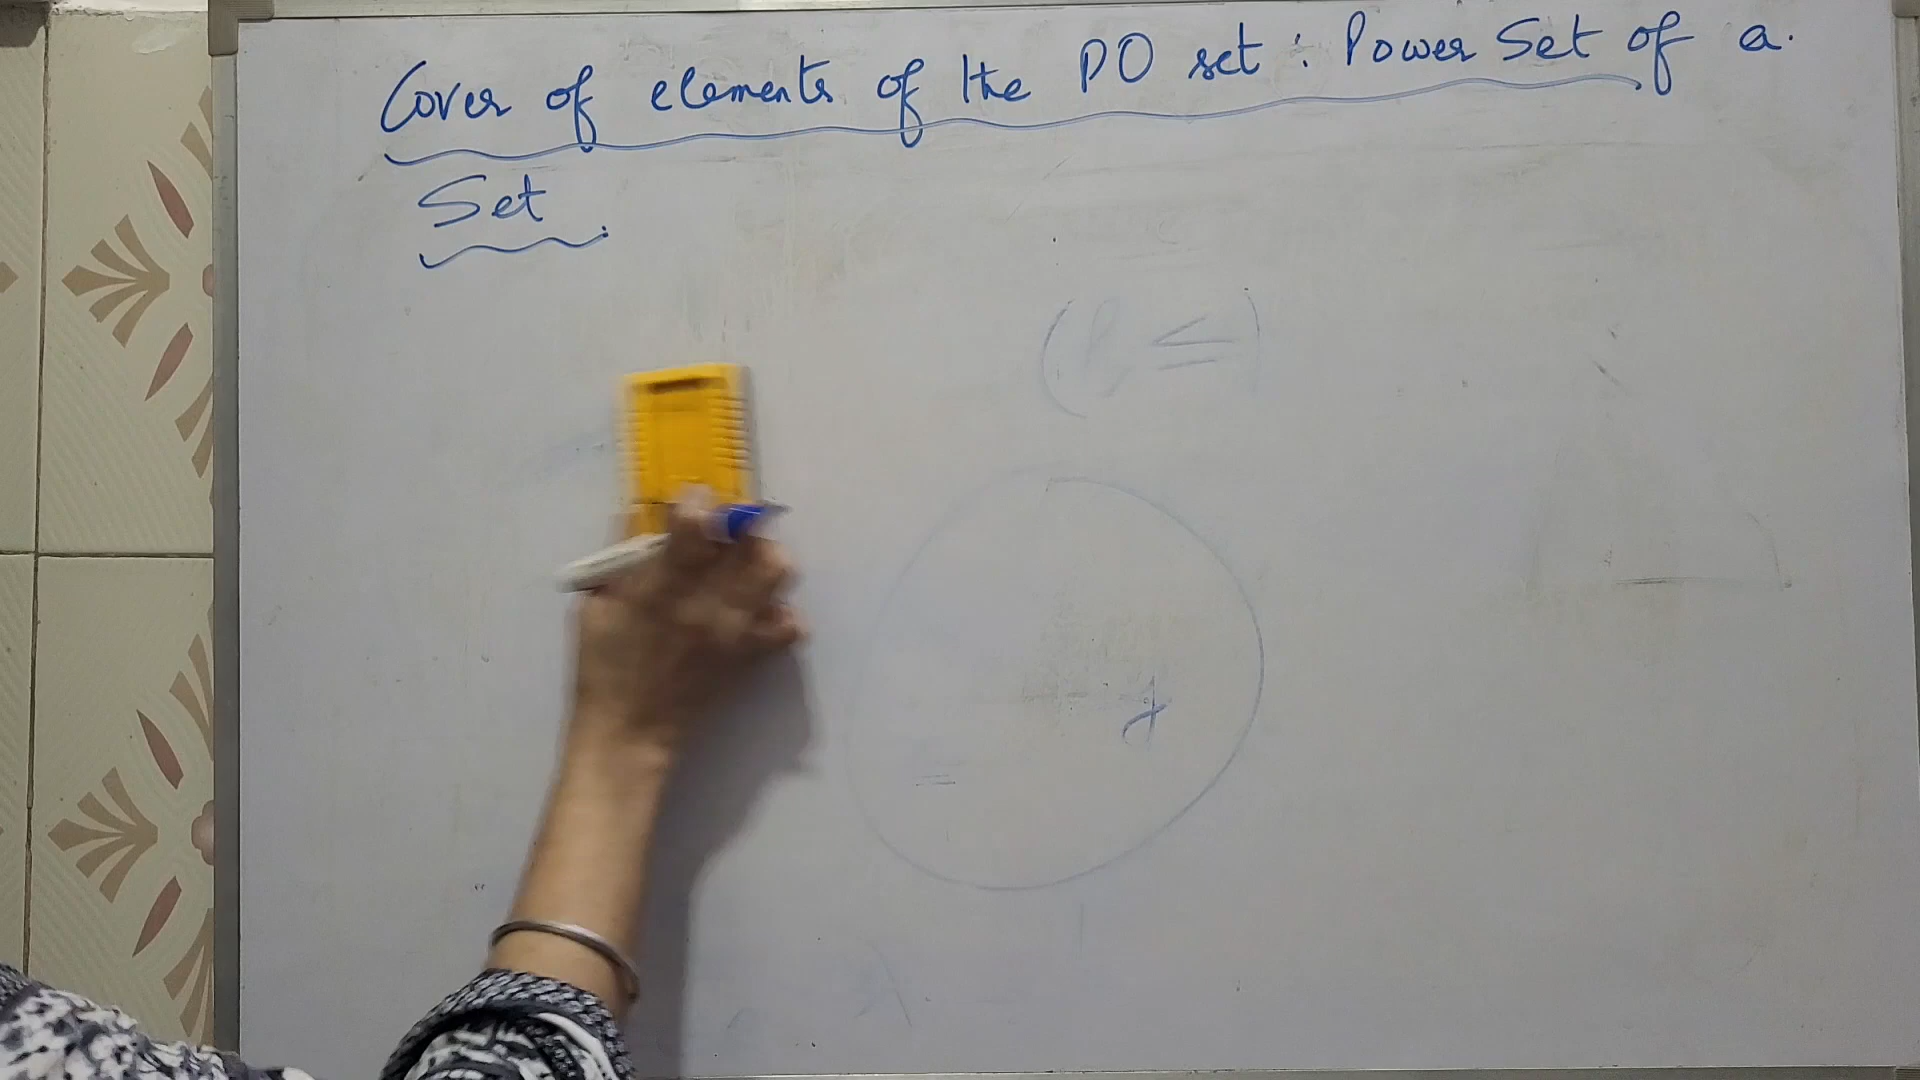 Cover of elements of the PO set : Power Set of a.
Set.
( ≤ )